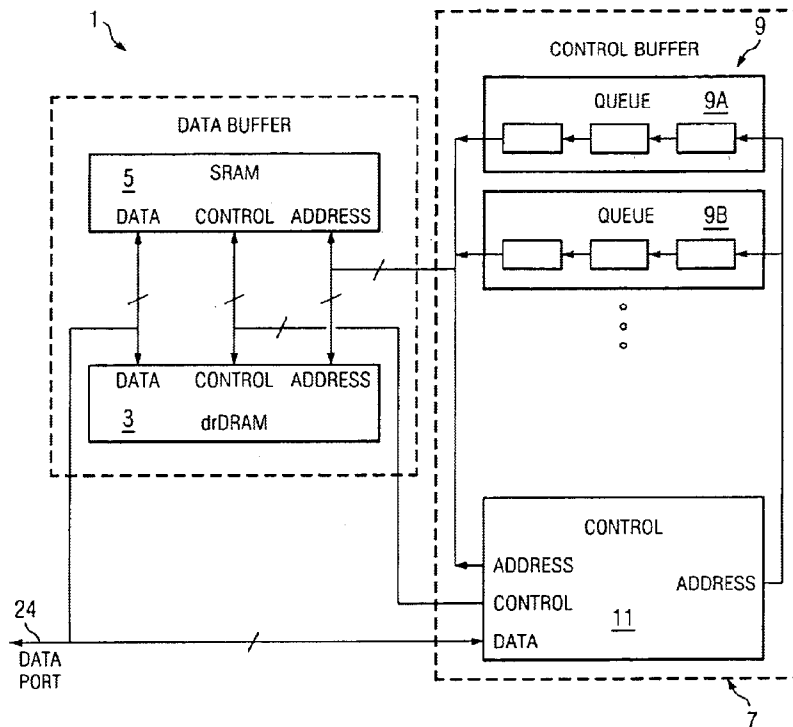 1
9
CONTROL BUFFER
QUEUE 9A
DATA BUFFER
5 SRAM
DATA CONTROL ADDRESS
QUEUE 9B
DATA CONTROL ADDRESS
3 drDRAM
CONTROL
ADDRESS
ADDRESS
CONTROL
11
DATA
24
DATA
PORT
7